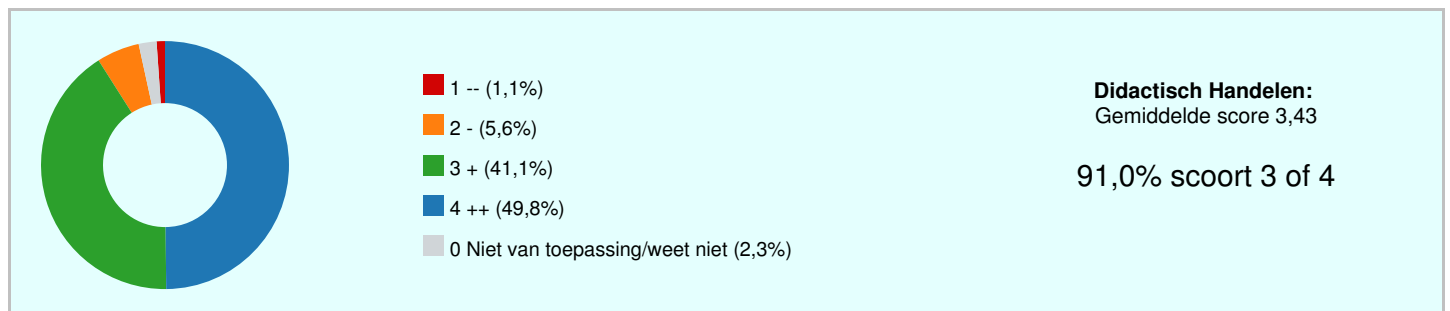 1 -- (1,1%)
2 - (5,6%)
3 + (41,1%)
4 ++ (49,8%)
0 Niet van toepassing/weet niet (2,3%)
Didactisch Handelen:
Gemiddelde score 3,43
91,0% scoort 3 of 4